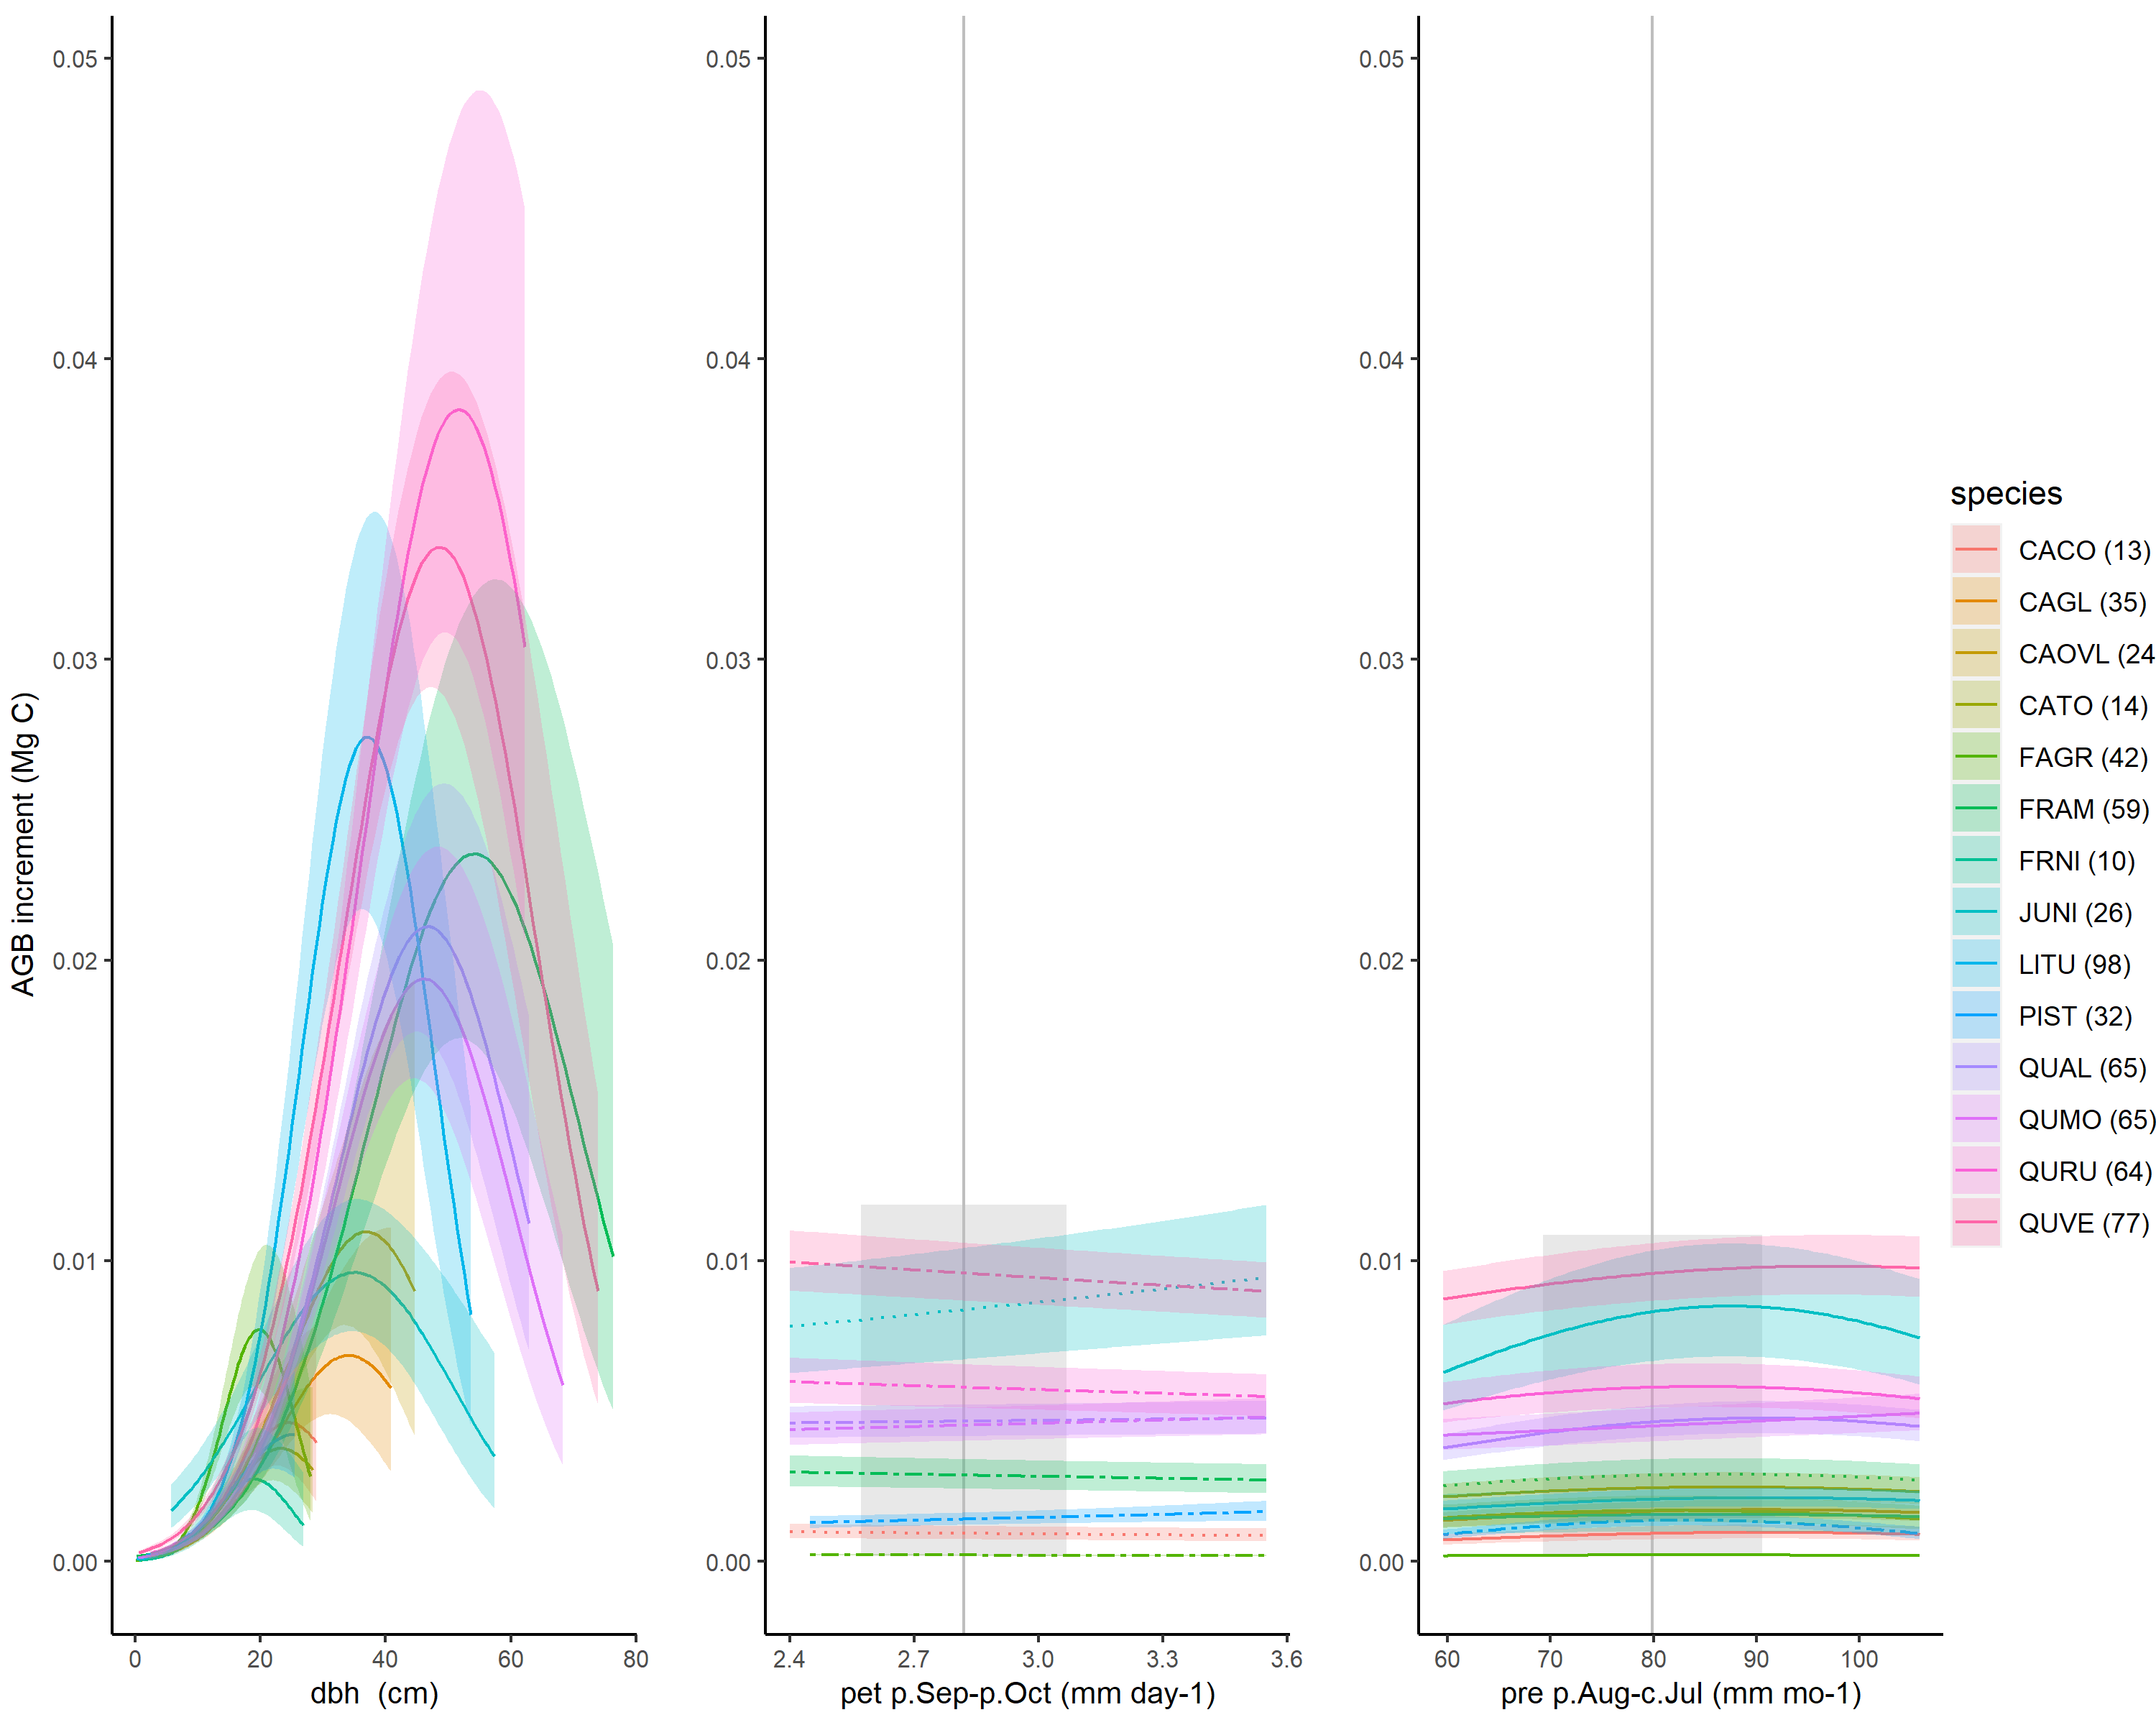 AGB increment (Mg C)
0.05
0.04
0.03
0.02
0.01
0.00
0
20
40
60
80
dbh  (cm)
0.05
0.04
0.03
0.02
0.01
0.00
2.4
2.7
3.0
3.3
3.6
pet p.Sep-p.Oct (mm day-1)
0.05
0.04
0.03
0.02
0.01
0.00
60
70
80
90
100
pre p.Aug-c.Jul (mm mo-1)
species
CACO (13)
CAGL (35)
CAOVL (24
CATO (14)
FAGR (42)
FRAM (59)
FRNI (10)
JUNI (26)
LITU (98)
PIST (32)
QUAL (65)
QUMO (65)
QURU (64)
QUVE (77)